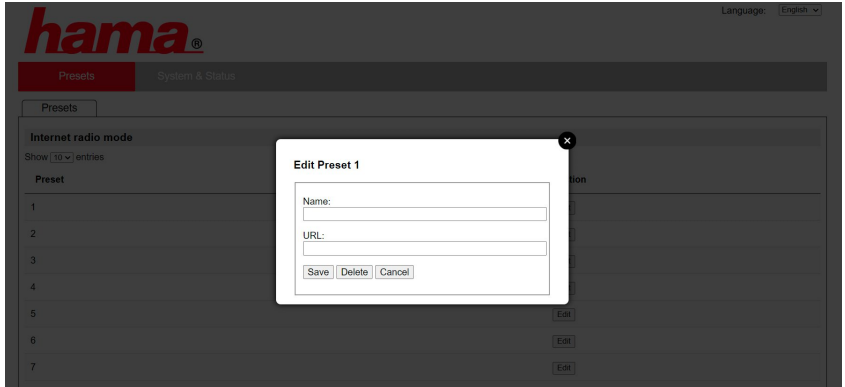 Language: English
hama®
Presets System & Status
Presets
Internet radio mode
Show 10 entries
Preset
1
2
3
4
5 Edit
6 Edit
7 Edit
Edit Preset 1
Name:
URL:
Save Delete Cancel